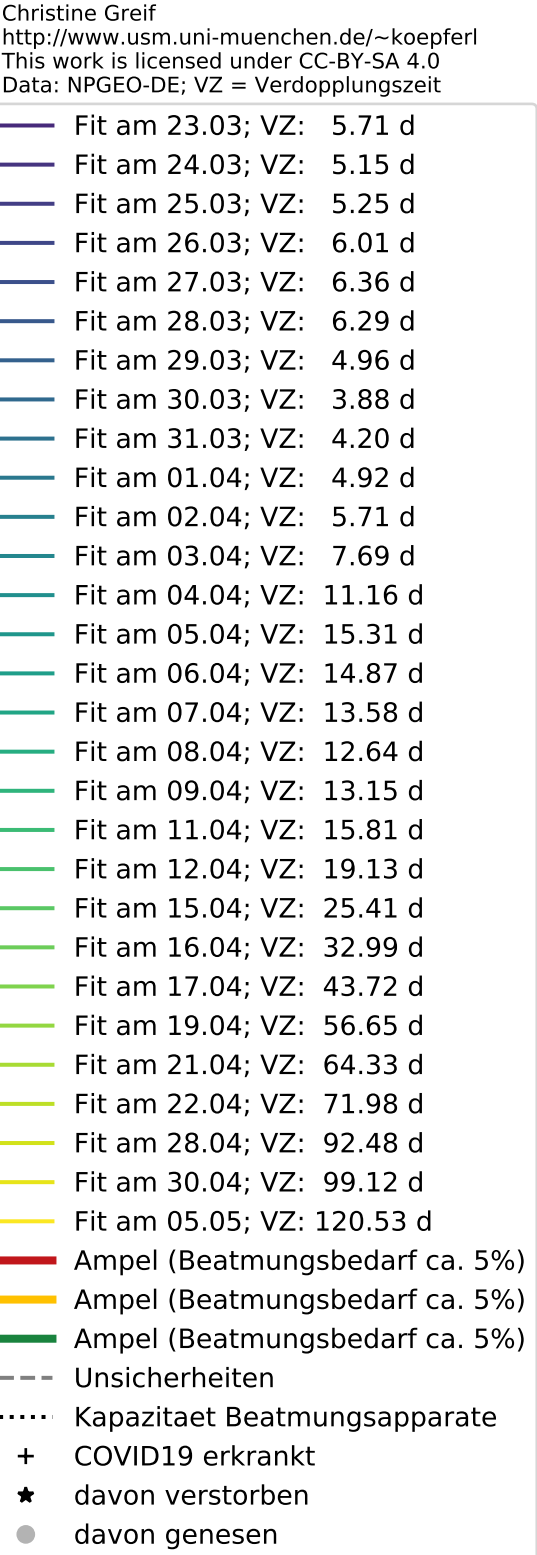 Christine Greif
http://www.usm.uni-muenchen.de/~koepferl
This work is licensed under CC-BY-SA 4.0
Data: NPGEO-DE; VZ = Verdopplungszeit
Fit am 23.03; VZ: 5.71 d
Fit am 24.03; VZ: 5.15 d
Fit am 25.03; VZ: 5.25 d
Fit am 26.03; VZ: 6.01 d
Fit am 27.03; VZ: 6.36 d
Fit am 28.03; VZ: 6.29 d
Fit am 29.03; VZ: 4.96 d
Fit am 30.03; VZ: 3.88 d
Fit am 31.03; VZ: 4.20 d
Fit am 01.04; VZ: 4.92 d
Fit am 02.04; VZ: 5.71 d
Fit am 03.04; VZ: 7.69 d
Fit am 04.04; VZ: 11.16 d
Fit am 05.04; VZ: 15.31 d
Fit am 06.04; VZ: 14.87 d
Fit am 07.04; VZ: 13.58 d
Fit am 08.04; VZ: 12.64 d
Fit am 09.04; VZ: 13.15 d
Fit am 11.04; VZ: 15.81 d
Fit am 12.04; VZ: 19.13 d
Fit am 15.04; VZ: 25.41 d
Fit am 16.04; VZ: 32.99 d
Fit am 17.04; VZ: 43.72 d
Fit am 19.04; VZ: 56.65 d
Fit am 21.04; VZ: 64.33 d
Fit am 22.04; VZ: 71.98 d
Fit am 28.04; VZ: 92.48 d
Fit am 30.04; VZ: 99.12 d
Fit am 05.05; VZ: 120.53 d
Ampel (Beatmungsbedarf ca. 5%)
Ampel (Beatmungsbedarf ca. 5%)
Ampel (Beatmungsbedarf ca. 5%)
Unsicherheiten
Kapazitaet Beatmungsapparate
COVID19 erkrankt
davon verstorben
davon genesen